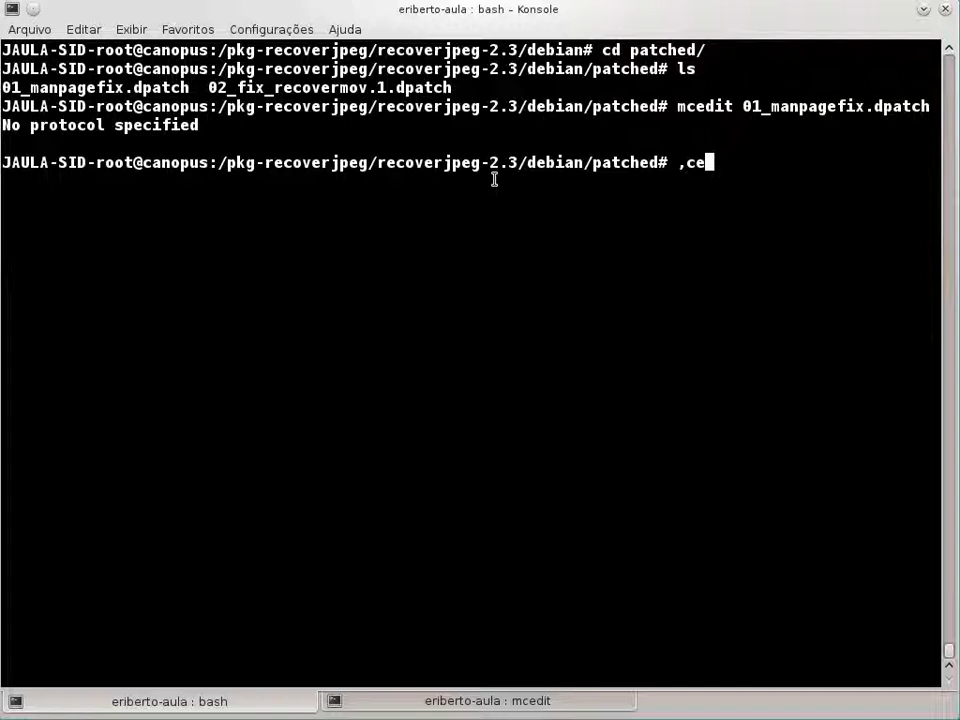 eriberto-aula : bash – Konsole
Arquivo Editar Exibir Favoritos Configurações Ajuda
JAULA-SID-root@canopus:/pkg-recoverjpeg/recoverjpeg-2.3/debian# cd patched/
JAULA-SID-root@canopus:/pkg-recoverjpeg/recoverjpeg-2.3/debian/patched# ls
01_manpagefix.dpatch  02_fix_recovermov.1.dpatch
JAULA-SID-root@canopus:/pkg-recoverjpeg/recoverjpeg-2.3/debian/patched# mcedit 01_manpagefix.dpatch
No protocol specified
JAULA-SID-root@canopus:/pkg-recoverjpeg/recoverjpeg-2.3/debian/patched# ,ce
eriberto-aula : bash eriberto-aula : mcedit